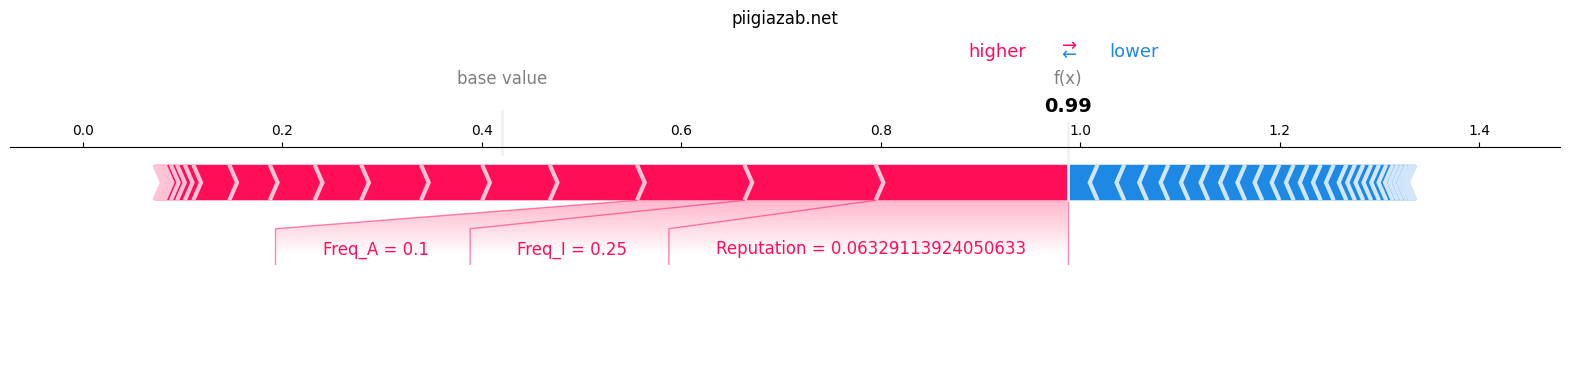 piigiazab.net
higher → ← lower
base value f(x)
0.99
0.0 0.2 0.4 0.6 0.8 1.0 1.2 1.4
Freq_A = 0.1 Freq_I = 0.25 Reputation = 0.06329113924050633